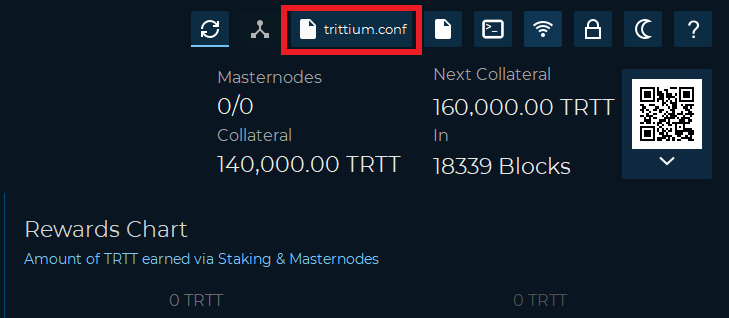 trittium.conf
Masternodes
0/0
Collateral
140,000.00 TRTT
Next Collateral
160,000.00 TRTT
In
18339 Blocks
Rewards Chart
Amount of TRTT earned via Staking & Masternodes
0 TRTT
0 TRTT